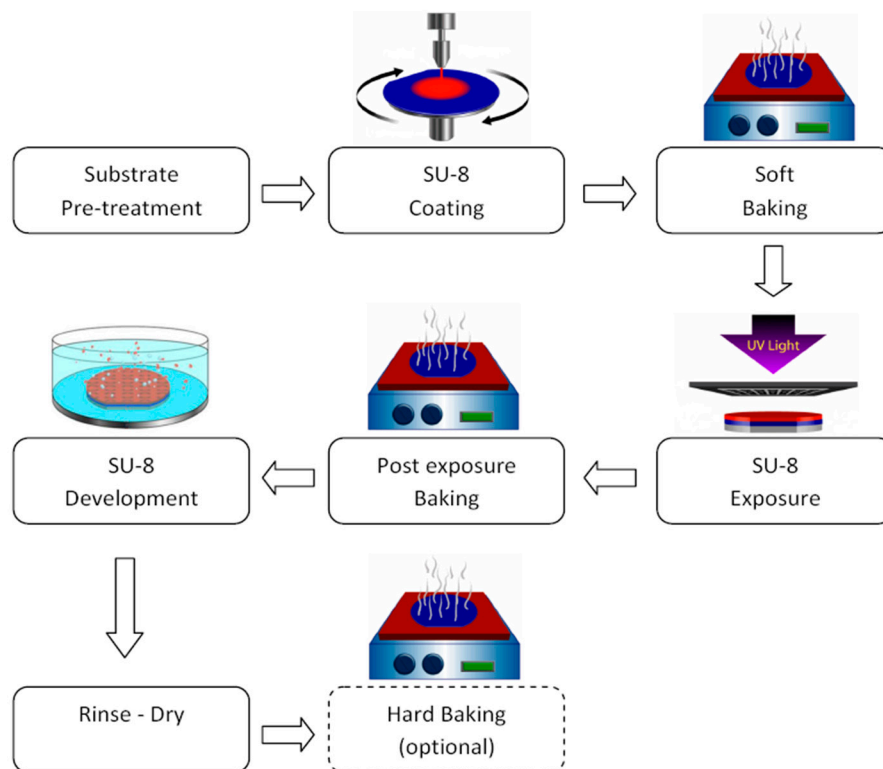 Substrate
Pre-treatment
SU-8
Coating
Soft
Baking
UV Light
SU-8
Development
Post exposure
Baking
SU-8
Exposure
Rinse - Dry
Hard Baking
(optional)